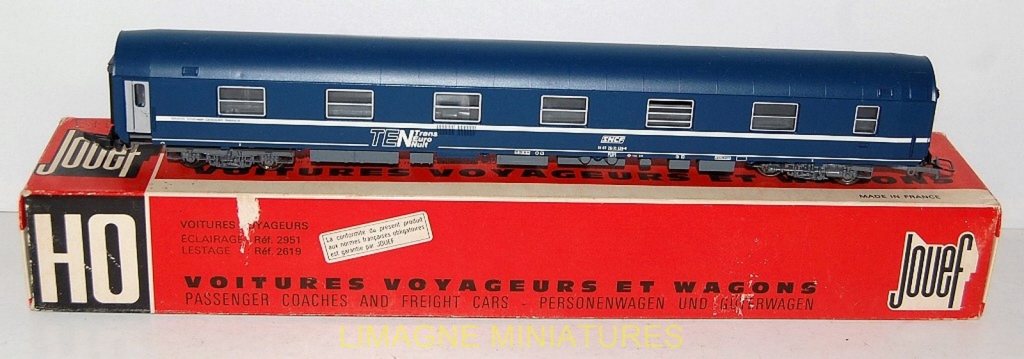 TEN Trans
Euro
Nuit
SNCF
Jouef
VOITURES VOYAGEURS ET WAGONS
MADE IN FRANCE
HO
VOITURES VOYAGEURS
ÉCLAIRAGE Réf. 2951
LESTAGE Réf. 2619
La conformité du présent produit
aux normes françaises obligatoires
est garantie par JOUEF
Jouef
VOITURES VOYAGEURS ET WAGONS
PASSENGER COACHES AND FREIGHT CARS - PERSONENWAGEN UND GÜTERWAGEN
LIMAGNE MINIATURES